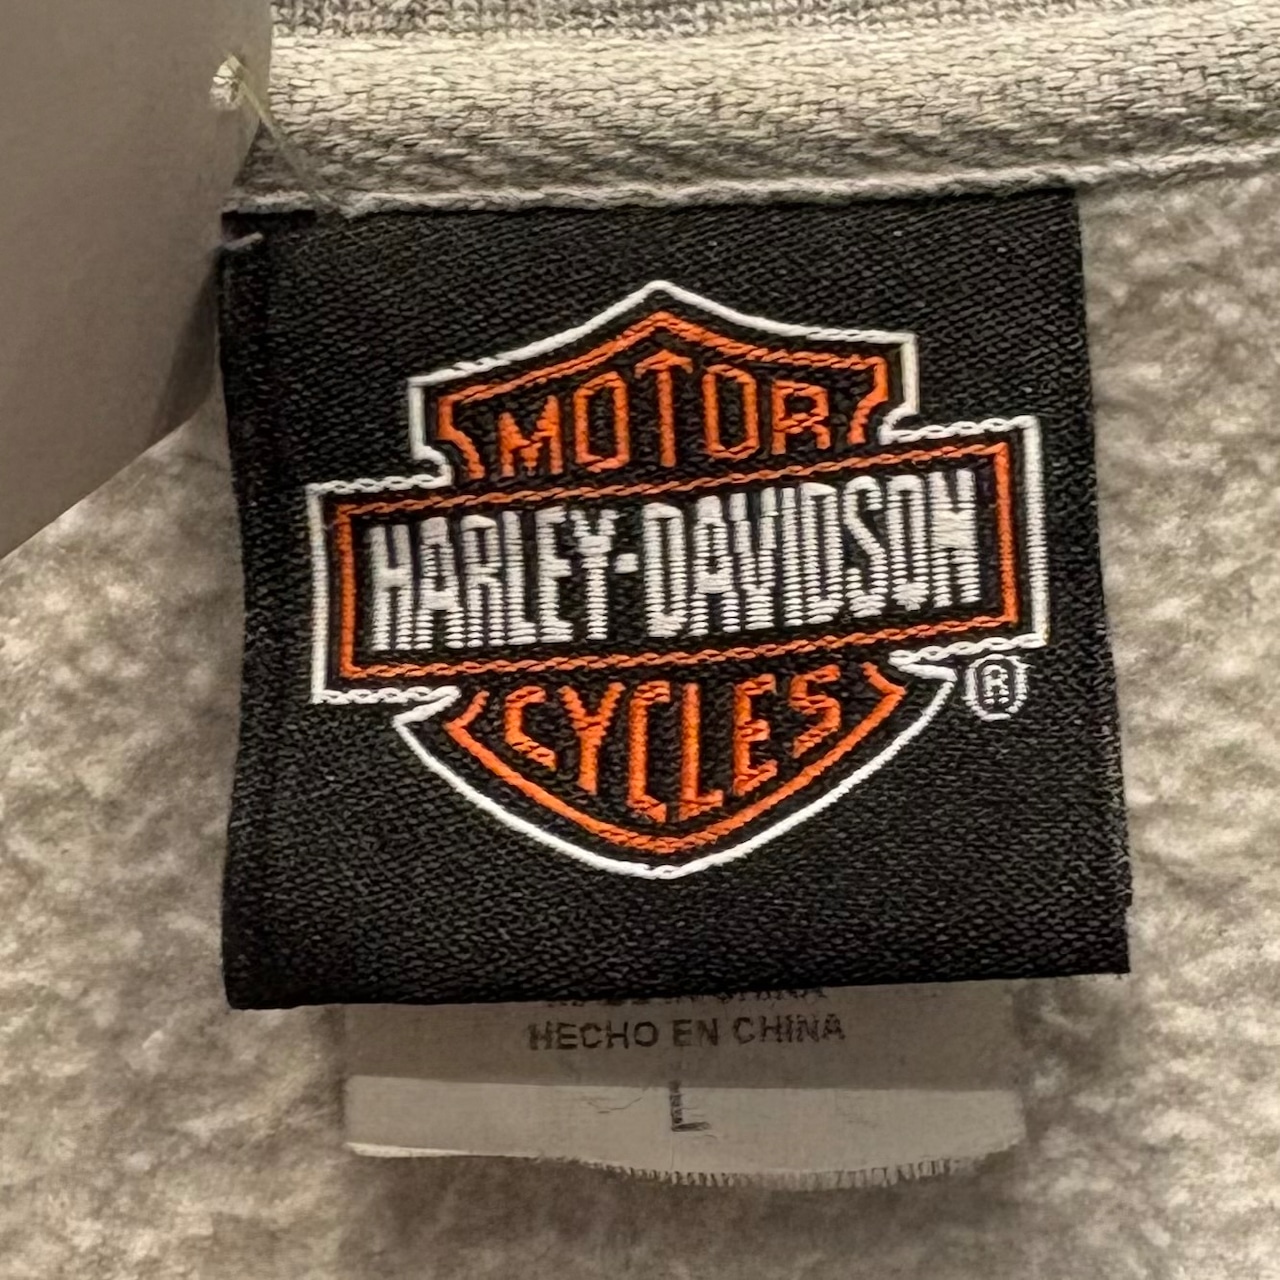 MOTOR
HARLEY-DAVIDSON
CYCLES
®
HECHO EN CHINA
L